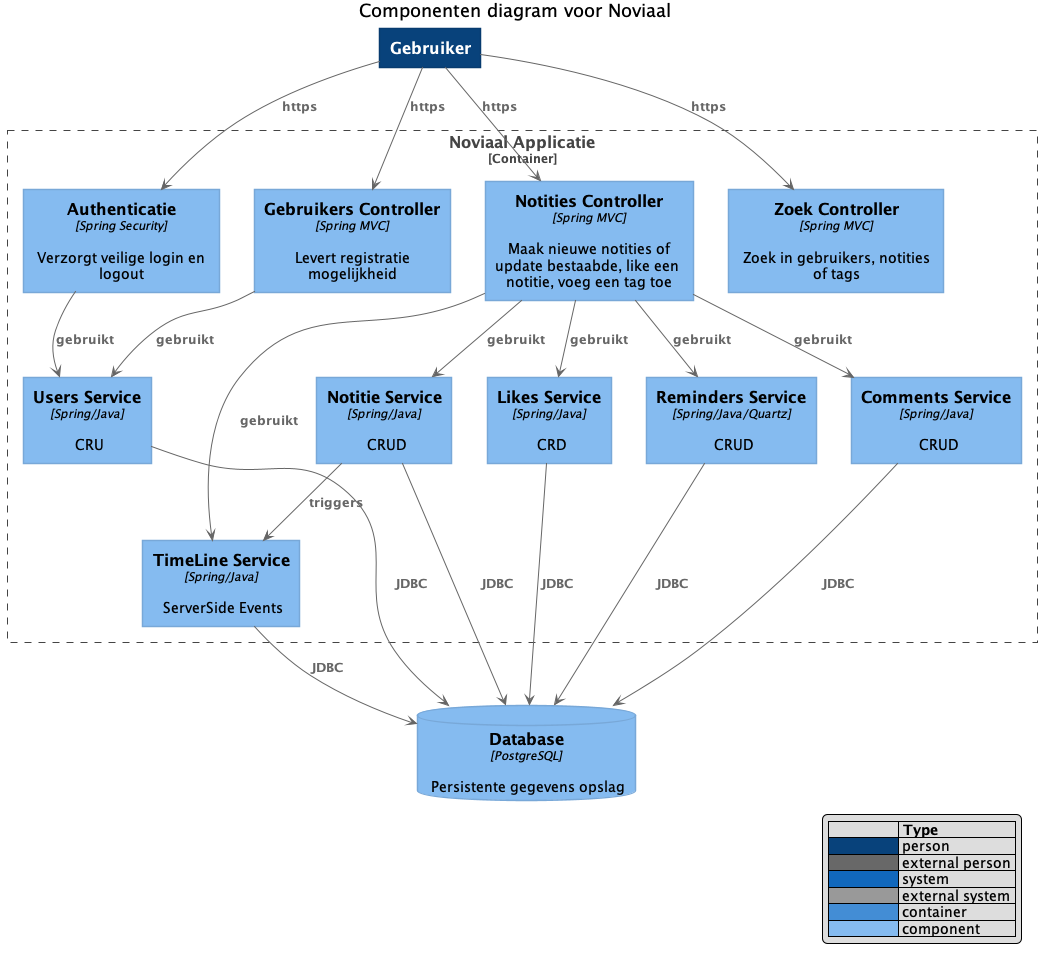 Componenten diagram voor Noviaal
Gebruiker
https
https
https
https
Noviaal Applicatie
[Container]
Authenticatie
[Spring Security]
Verzorgt veilige login en
logout
Gebruikers Controller
[Spring MVC]
Levert registratie
mogelijkheid
Notities Controller
[Spring MVC]
Maak nieuwe notities of
update bestaabde, like een
notitie, voeg een tag toe
Zoek Controller
[Spring MVC]
Zoek in gebruikers, notities
of tags
gebruikt
gebruikt
gebruikt
gebruikt
gebruikt
gebruikt
Users Service
[Spring/Java]
CRU
Notitie Service
[Spring/Java]
CRUD
Likes Service
[Spring/Java]
CRD
Reminders Service
[Spring/Java/Quartz]
CRUD
Comments Service
[Spring/Java]
CRUD
gebruikt
triggers
TimeLine Service
[Spring/Java]
ServerSide Events
JDBC
JDBC
JDBC
JDBC
JDBC
JDBC
Database
[PostgreSQL]
Persistente gegevens opslag
Type
person
external person
system
external system
container
component